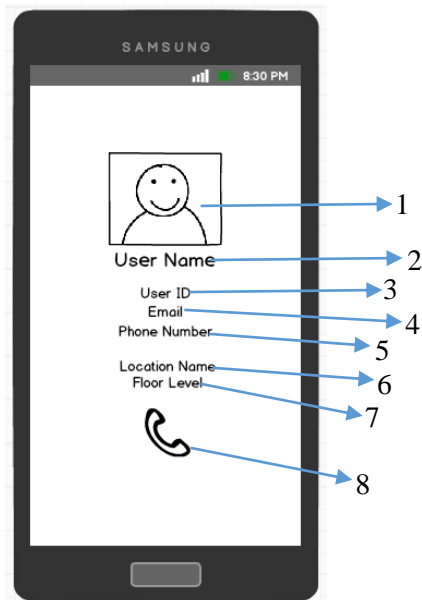 SAMSUNG
8:30 PM
1
User Name
2
User ID
3
Email
4
Phone Number
5
Location Name
6
Floor Level
7
8